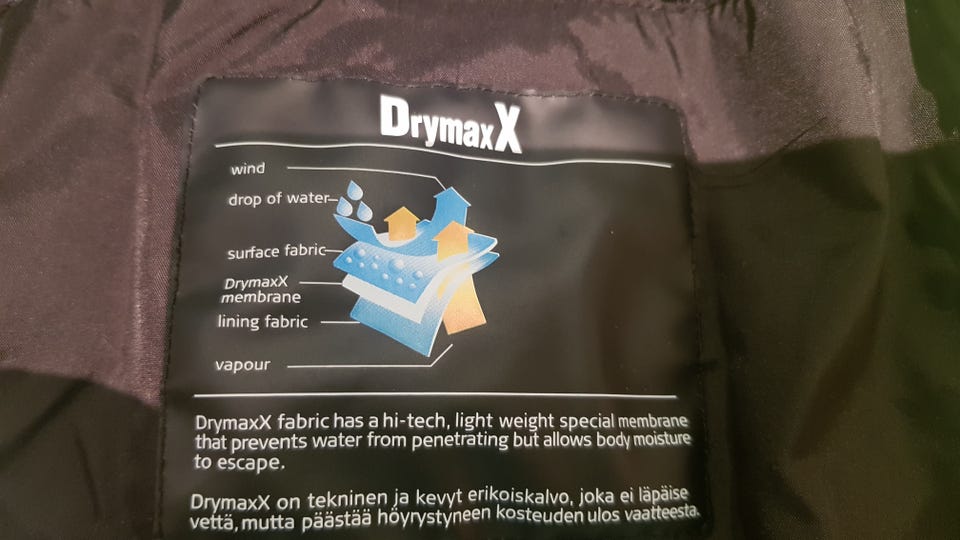 DrymaxX
wind
drop of water
surface fabric
DrymaxX
membrane
lining fabric
vapour
DrymaxX fabric has a hi-tech, light weight special membrane
that prevents water from penetrating but allows body moisture
to escape.
DrymaxX on tekninen ja kevyt erikoiskalvo, joka ei läpäise
vettä, mutta päästää höyrystyneen kosteuden ulos vaatteesta.